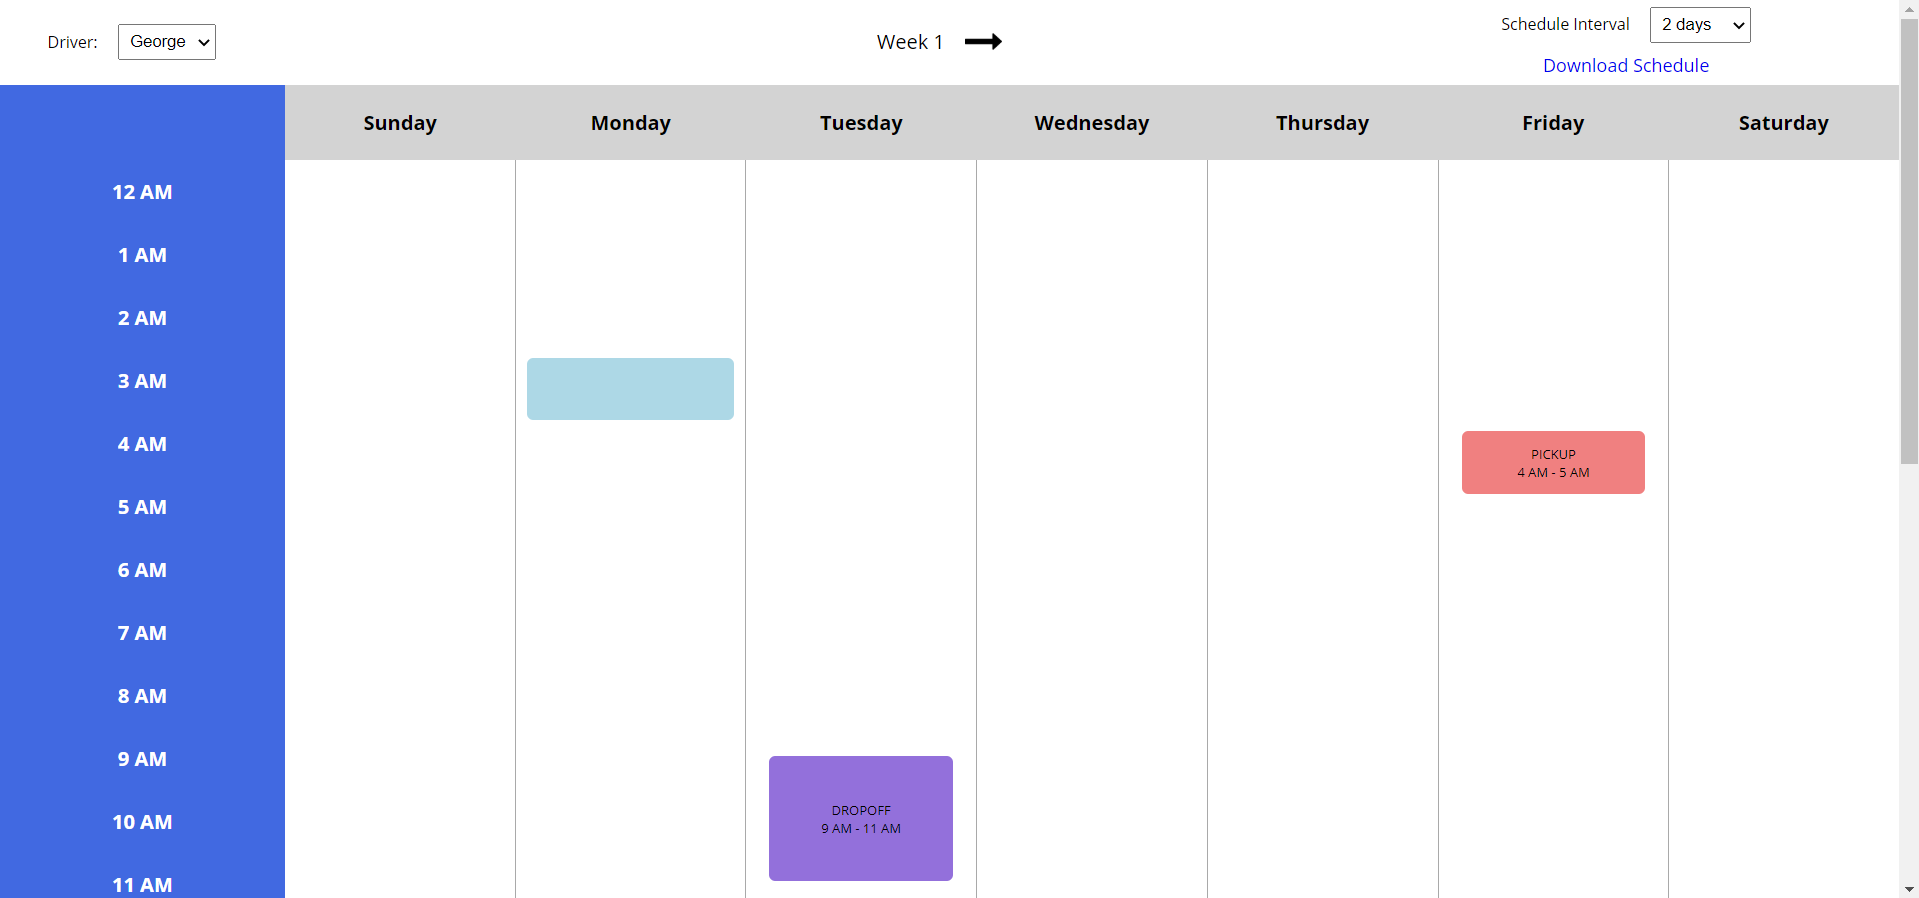 Driver: George
Week 1
Schedule Interval 2 days
Download Schedule
Sunday Monday Tuesday Wednesday Thursday Friday Saturday
12 AM
1 AM
2 AM
3 AM
4 AM
PICKUP
4 AM - 5 AM
5 AM
6 AM
7 AM
8 AM
9 AM
DROPOFF
9 AM - 11 AM
10 AM
11 AM